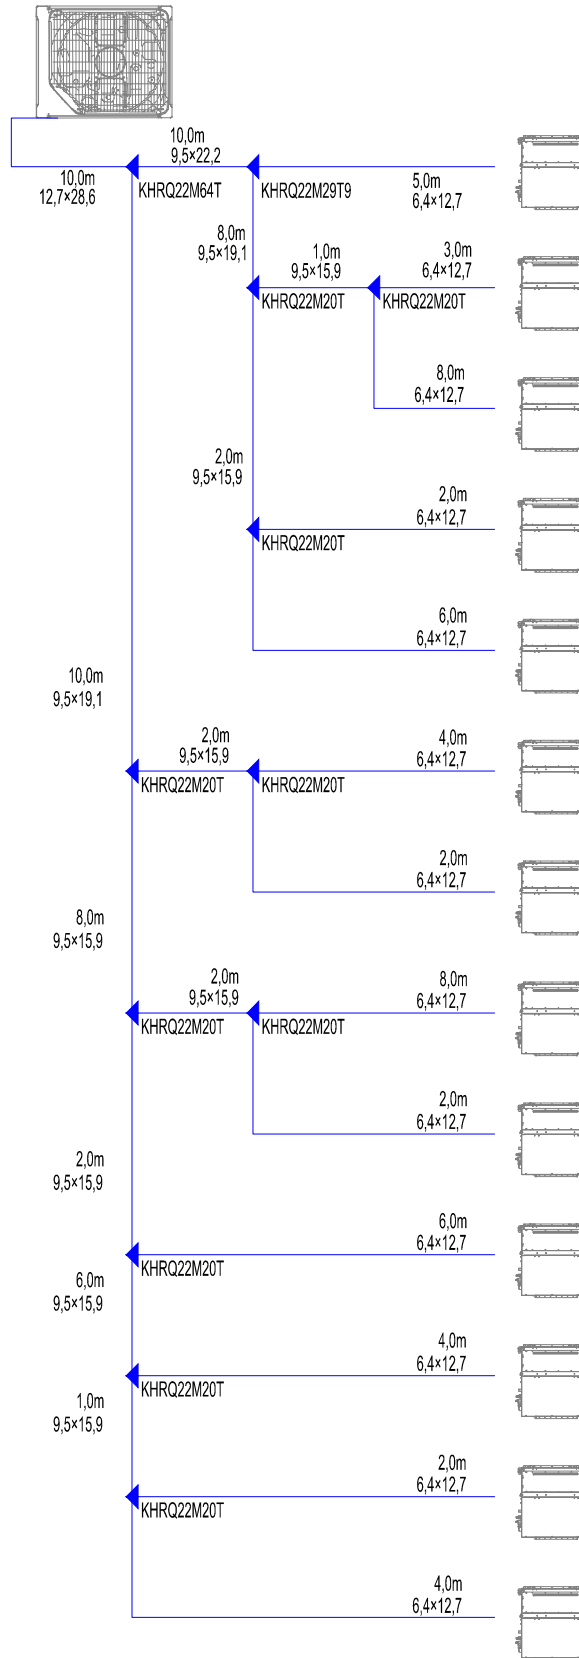 10,0m
9,5×22,2
10,0m
12,7×28,6
KHRQ22M64T
KHRQ22M29T9
5,0m
6,4×12,7
8,0m
9,5×19,1
1,0m
9,5×15,9
3,0m
6,4×12,7
KHRQ22M20T
KHRQ22M20T
8,0m
6,4×12,7
2,0m
9,5×15,9
2,0m
6,4×12,7
KHRQ22M20T
6,0m
6,4×12,7
10,0m
9,5×19,1
2,0m
9,5×15,9
4,0m
6,4×12,7
KHRQ22M20T
KHRQ22M20T
2,0m
6,4×12,7
8,0m
9,5×15,9
2,0m
9,5×15,9
8,0m
6,4×12,7
KHRQ22M20T
KHRQ22M20T
2,0m
6,4×12,7
2,0m
9,5×15,9
6,0m
6,4×12,7
KHRQ22M20T
6,0m
9,5×15,9
4,0m
6,4×12,7
KHRQ22M20T
1,0m
9,5×15,9
2,0m
6,4×12,7
KHRQ22M20T
4,0m
6,4×12,7